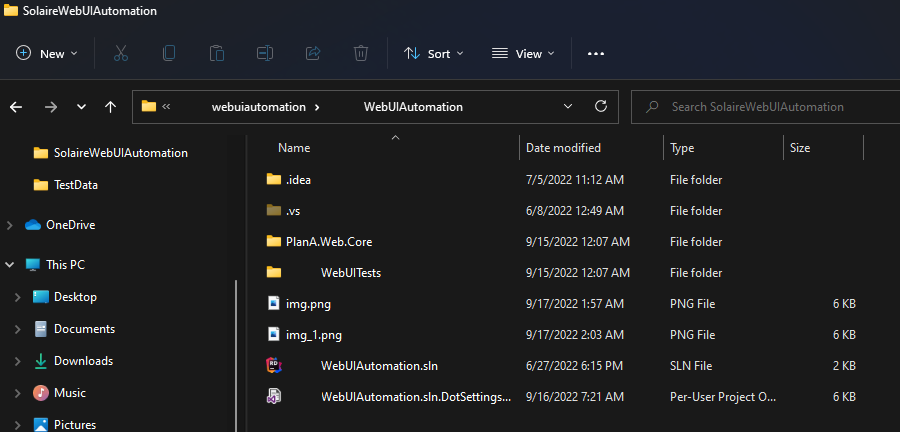 SolaireWebUIAutomation
New Sort View
webuiautomation WebUIAutomation Search SolaireWebUIAutomation
SolaireWebUIAutomation
TestData
OneDrive
This PC
Desktop
Documents
Downloads
Music
Pictures
Name Date modified Type Size
.idea 7/5/2022 11:12 AM File folder
.vs 6/8/2022 12:49 AM File folder
PlanA.Web.Core 9/15/2022 12:07 AM File folder
WebUITests 9/15/2022 12:07 AM File folder
img.png 9/17/2022 1:57 AM PNG File 6 KB
img_1.png 9/17/2022 2:03 AM PNG File 6 KB
WebUIAutomation.sln 6/27/2022 6:15 PM SLN File 2 KB
WebUIAutomation.sln.DotSettings... 9/16/2022 7:21 AM Per-User Project O... 6 KB